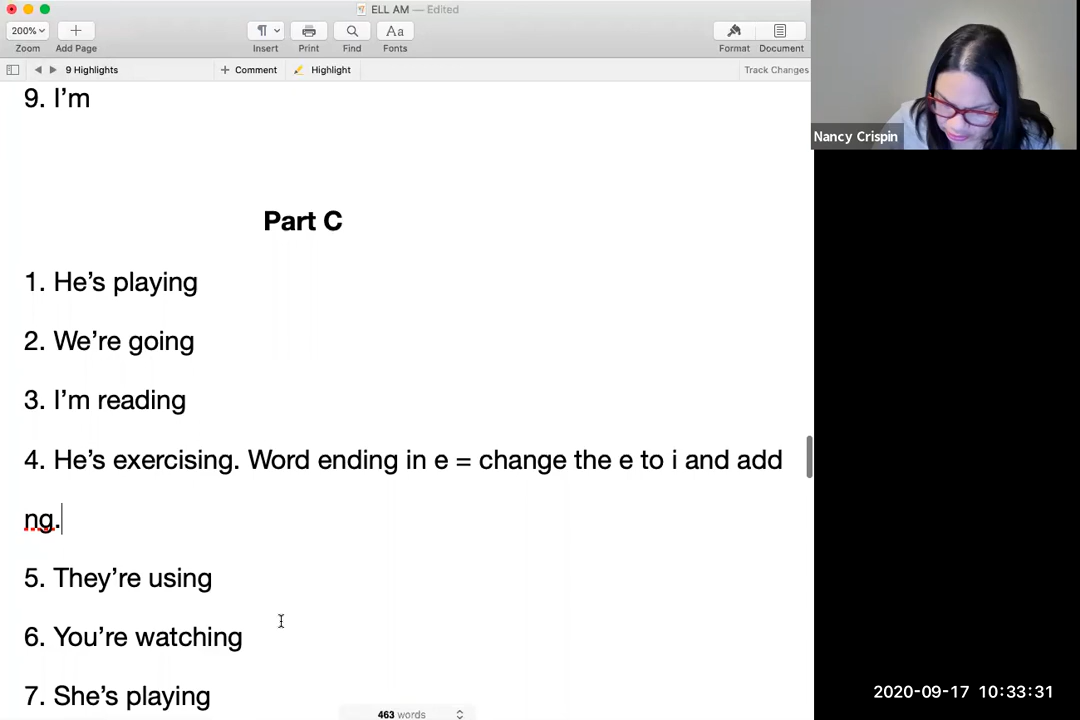 ELL AM — Edited
200%
Zoom
Add Page
Insert
Print
Find
Aa
Fonts
Format
Document
9 Highlights
+ Comment
Highlight
Track Changes
Nancy Crispin
9. I’m
Part C
1. He’s playing
2. We’re going
3. I’m reading
4. He’s exercising. Word ending in e = change the e to i and add
ng.
5. They’re using
6. You’re watching
7. She’s playing
463 words
2020-09-17 10:33:31